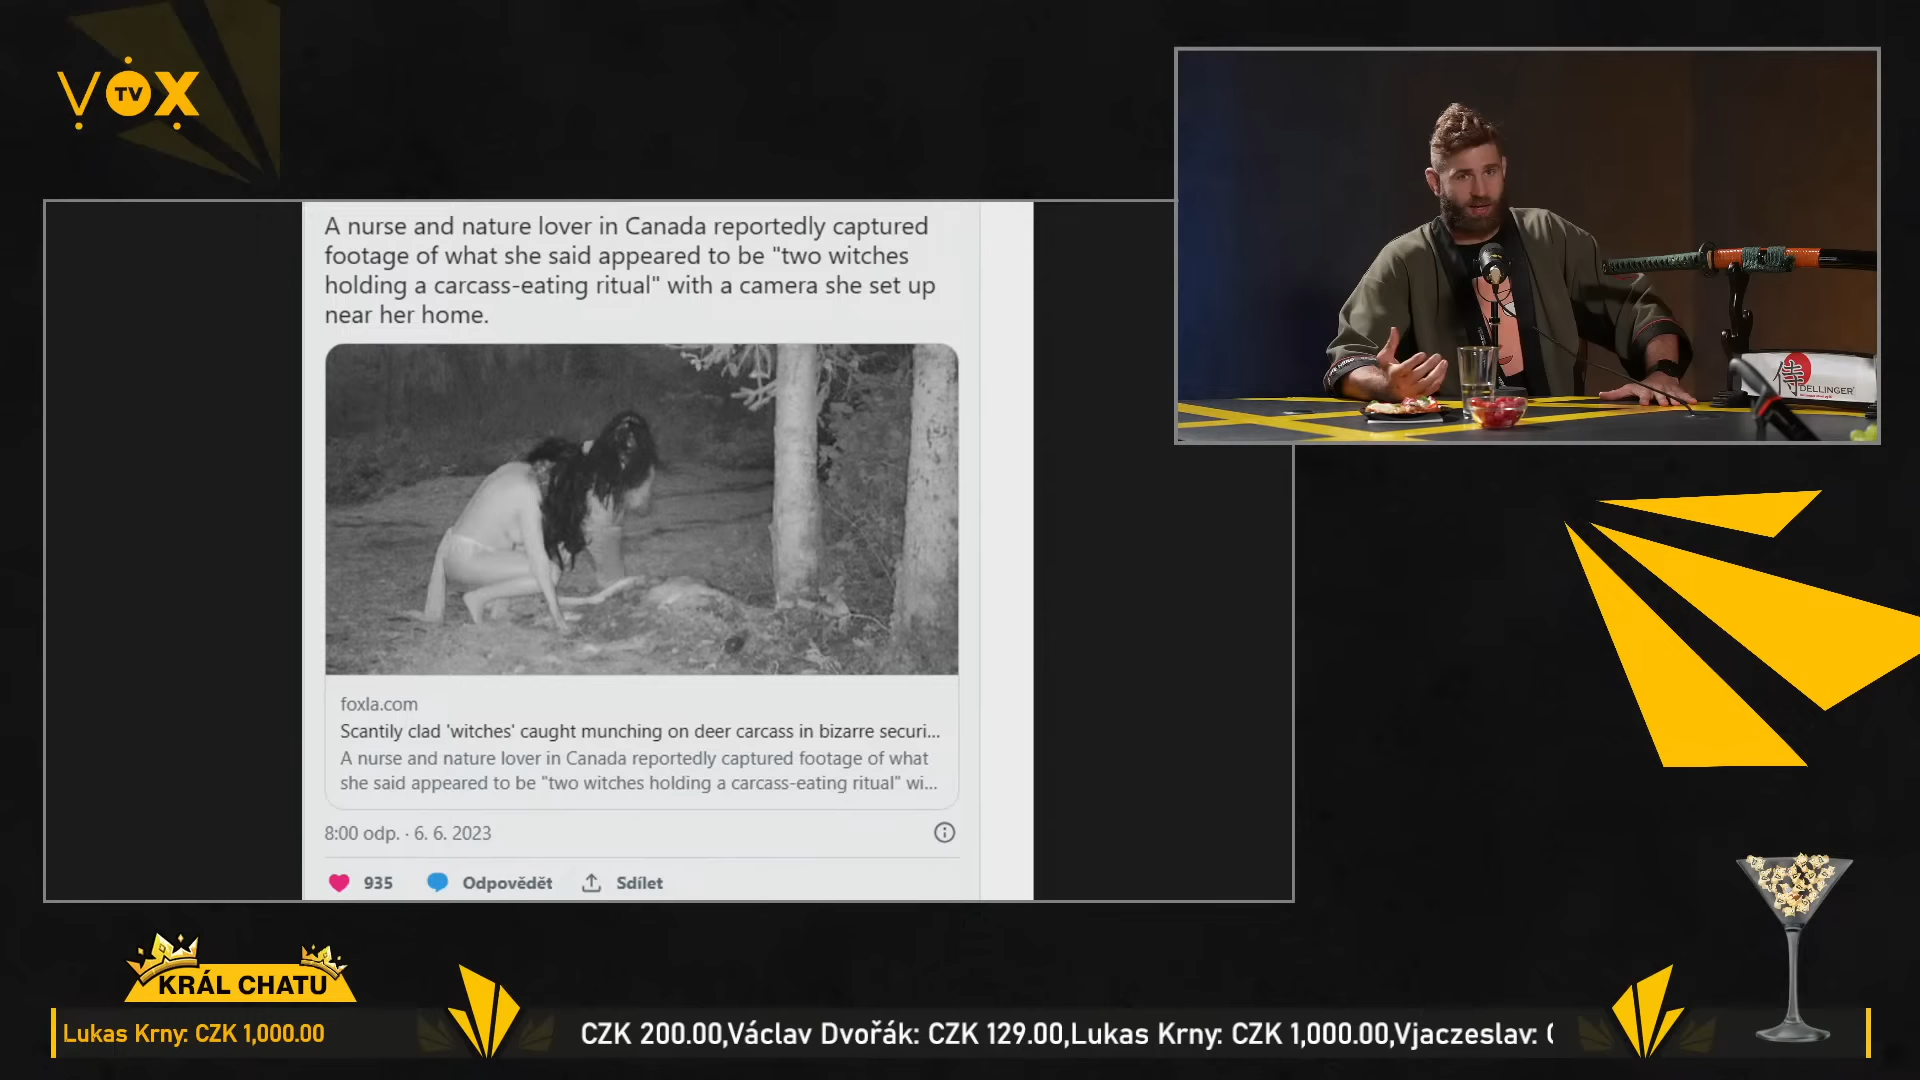 VOX
TV
A nurse and nature lover in Canada reportedly captured
footage of what she said appeared to be "two witches
holding a carcass-eating ritual" with a camera she set up
near her home.
foxla.com
Scantily clad 'witches' caught munching on deer carcass in bizarre securi...
A nurse and nature lover in Canada reportedly captured footage of what
she said appeared to be "two witches holding a carcass-eating ritual" wi...
8:00 odp. · 6. 6. 2023
935 Odpovědět Sdílet
DELLINGER
KRÁL CHATU
Lukas Krny: CZK 1,000.00
CZK 200.00,Václav Dvořák: CZK 129.00,Lukas Krny: CZK 1,000.00,Vjaczeslav: